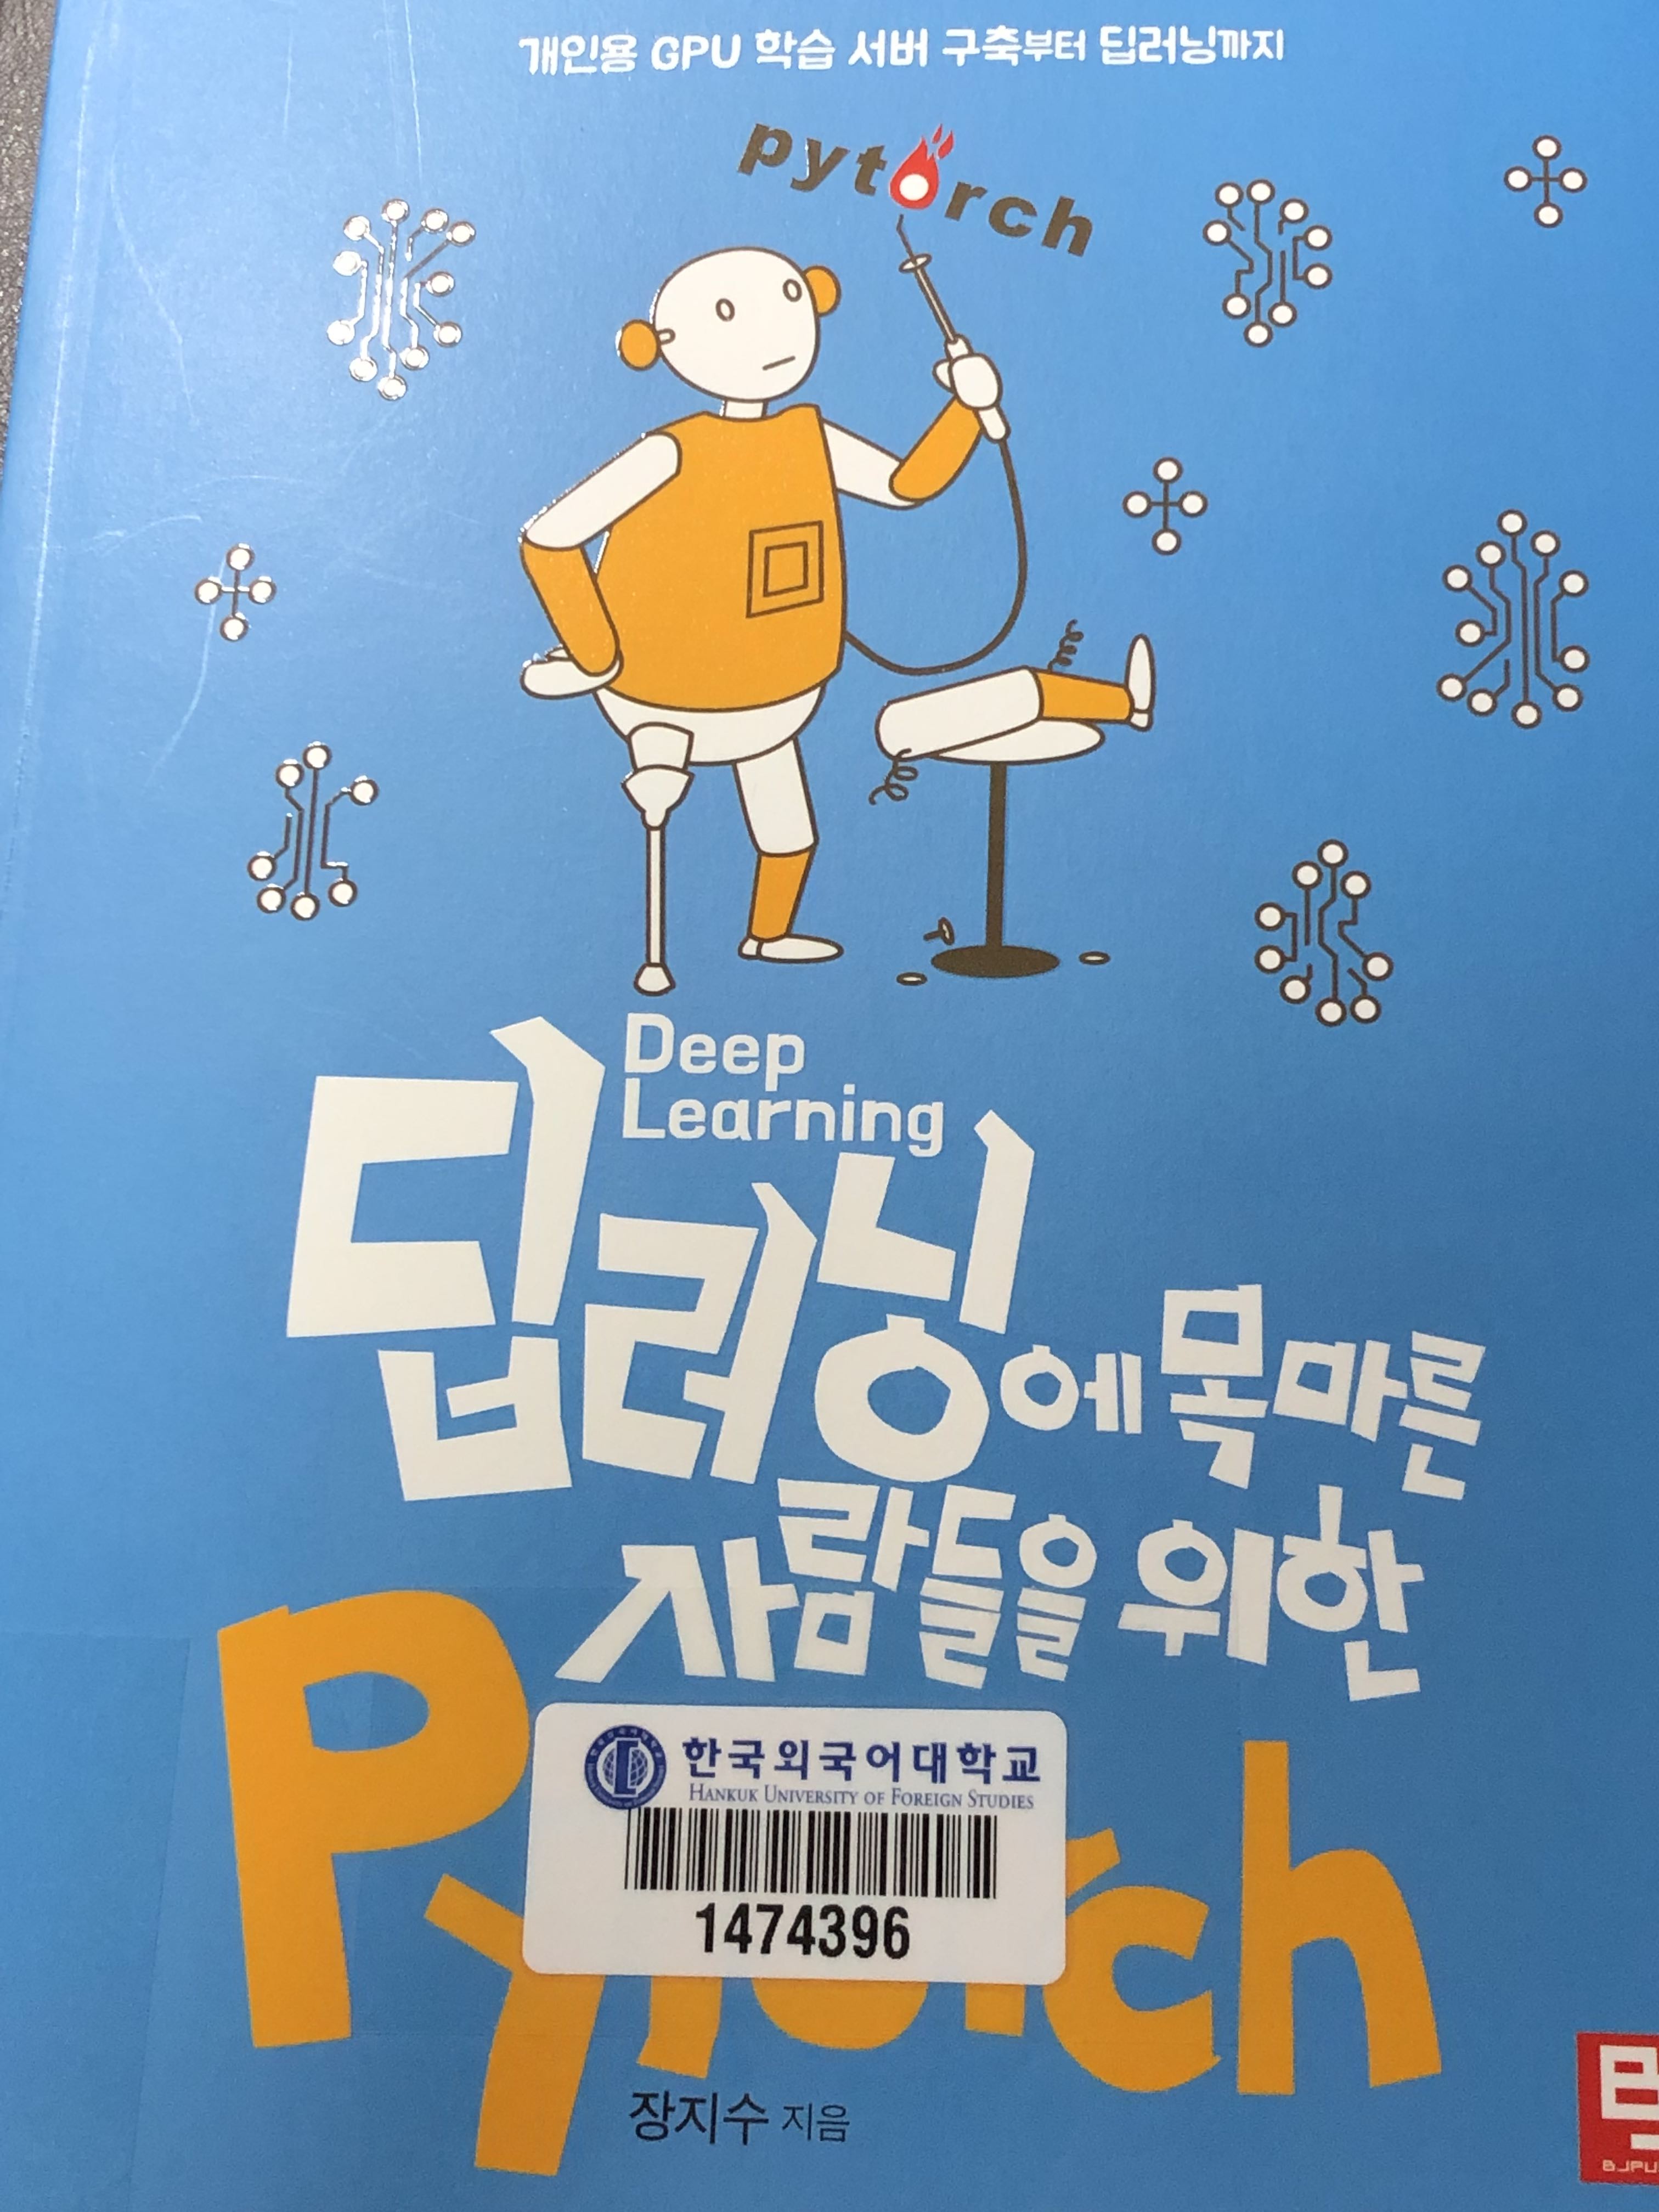 개인용 GPU 학습 서버 구축부터 딥러닝까지
pytorch
Deep
Learning
딥러닝에 목마른
사람들을 위한
Pytorch
한국외국어대학교
HANKUK UNIVERSITY OF FOREIGN STUDIES
1474396
장지수 지음
BJPU